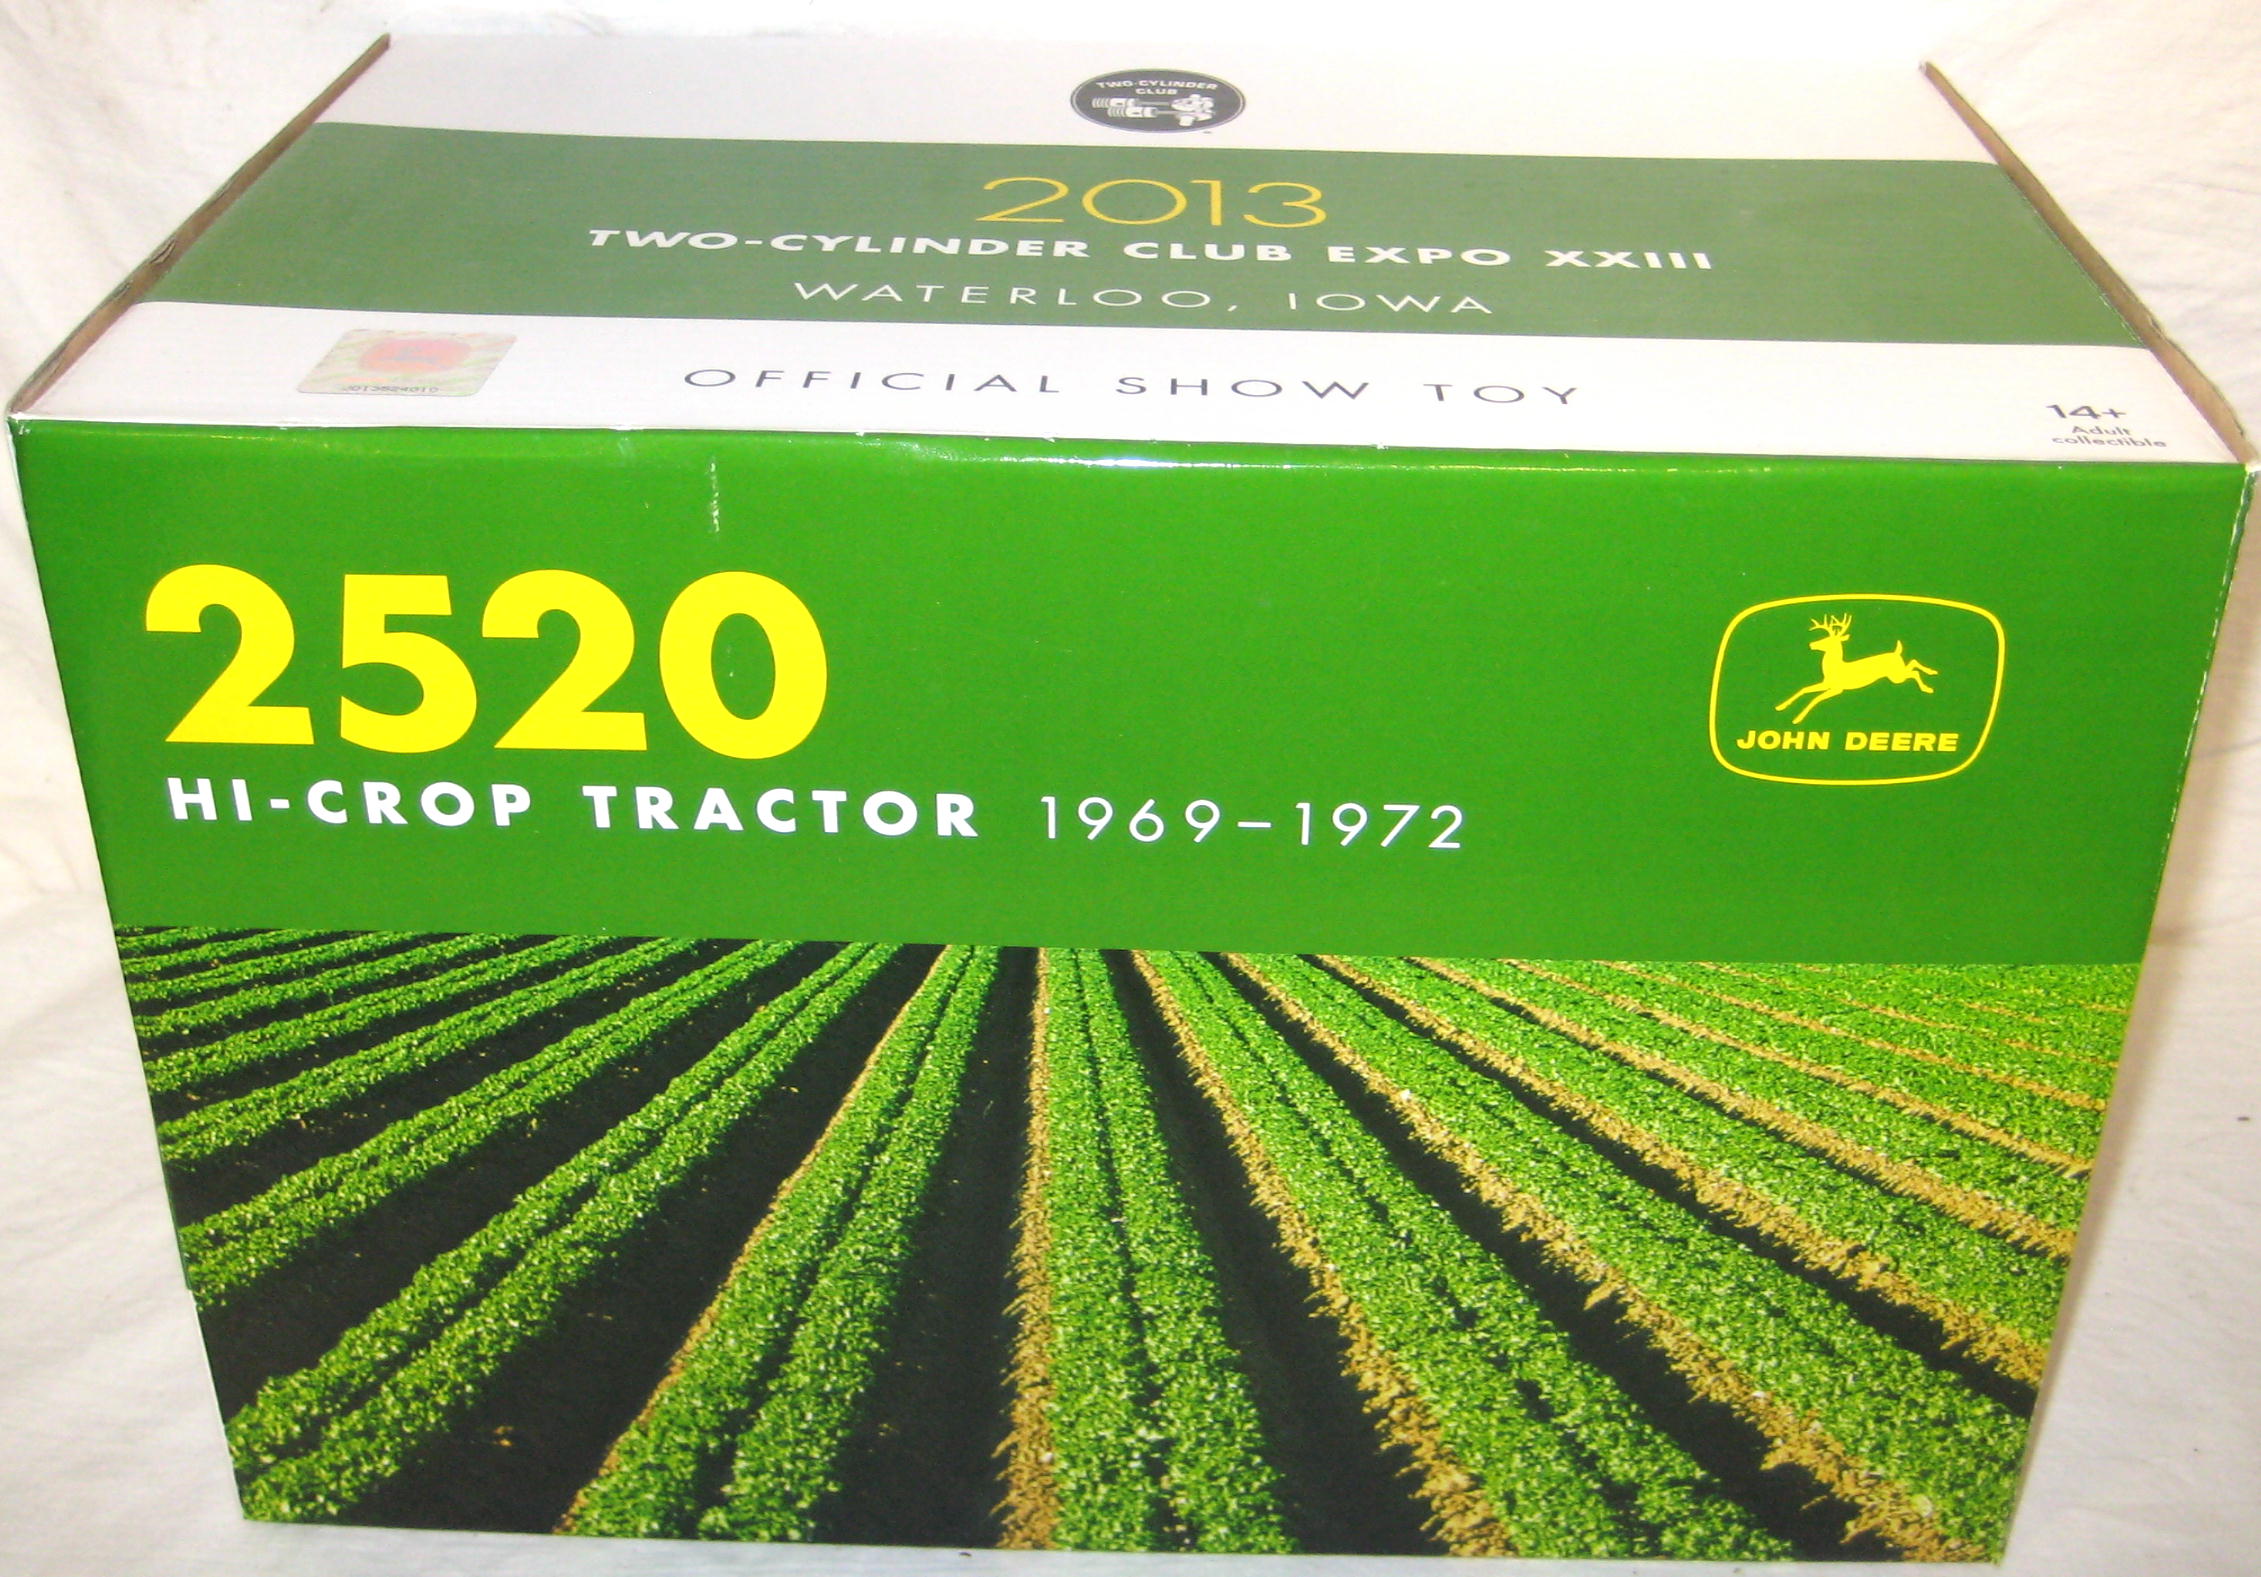 TWO-CYLINDER
CLUB
2013
TWO-CYLINDER CLUB EXPO XXIII
WATERLOO, IOWA
OFFICIAL SHOW TOY
14+
Adult
collectible
2520
HI-CROP TRACTOR 1969-1972
JOHN DEERE